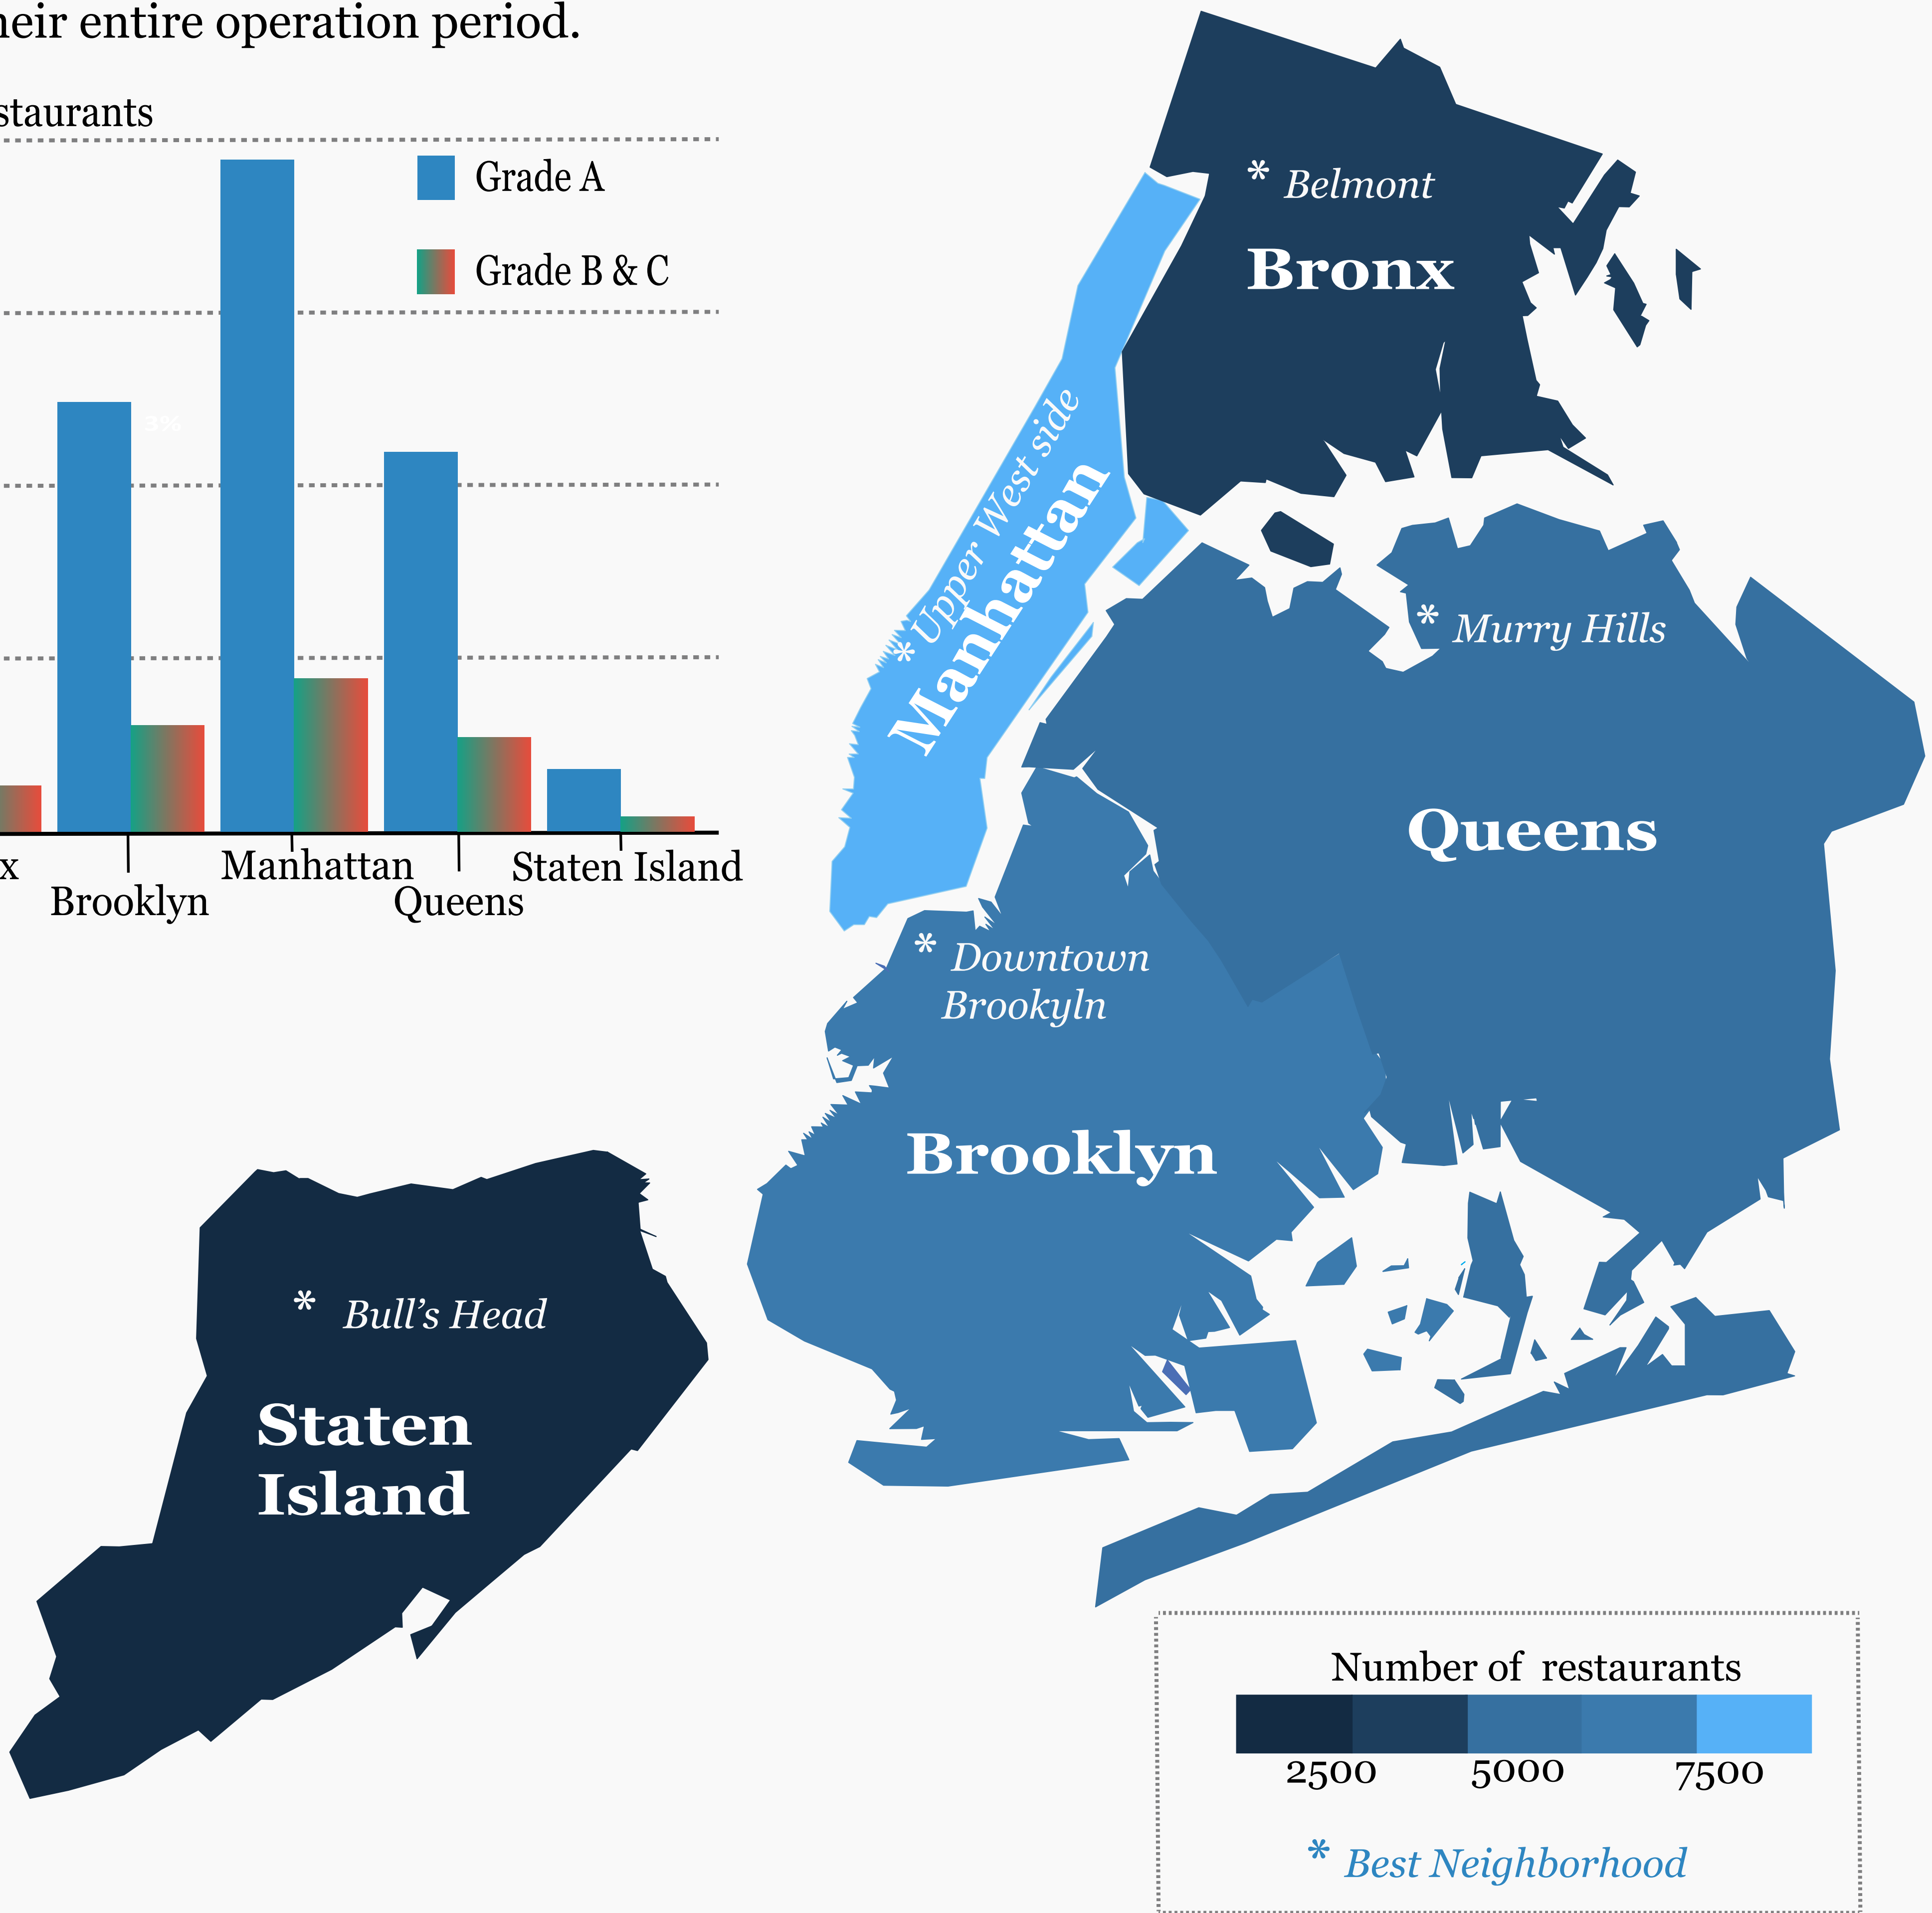 heir entire operation period.
staurants
Grade A
Grade B & C
3%
x
Manhattan
Staten Island
Brooklyn
Queens
* Belmont
Bronx
* Upper West side
Manhattan
* Murry Hills
Queens
* Downtown
Brookyln
Brooklyn
* Bull's Head
Staten
Island
Number of restaurants
2500 5000 7500
* Best Neighborhood